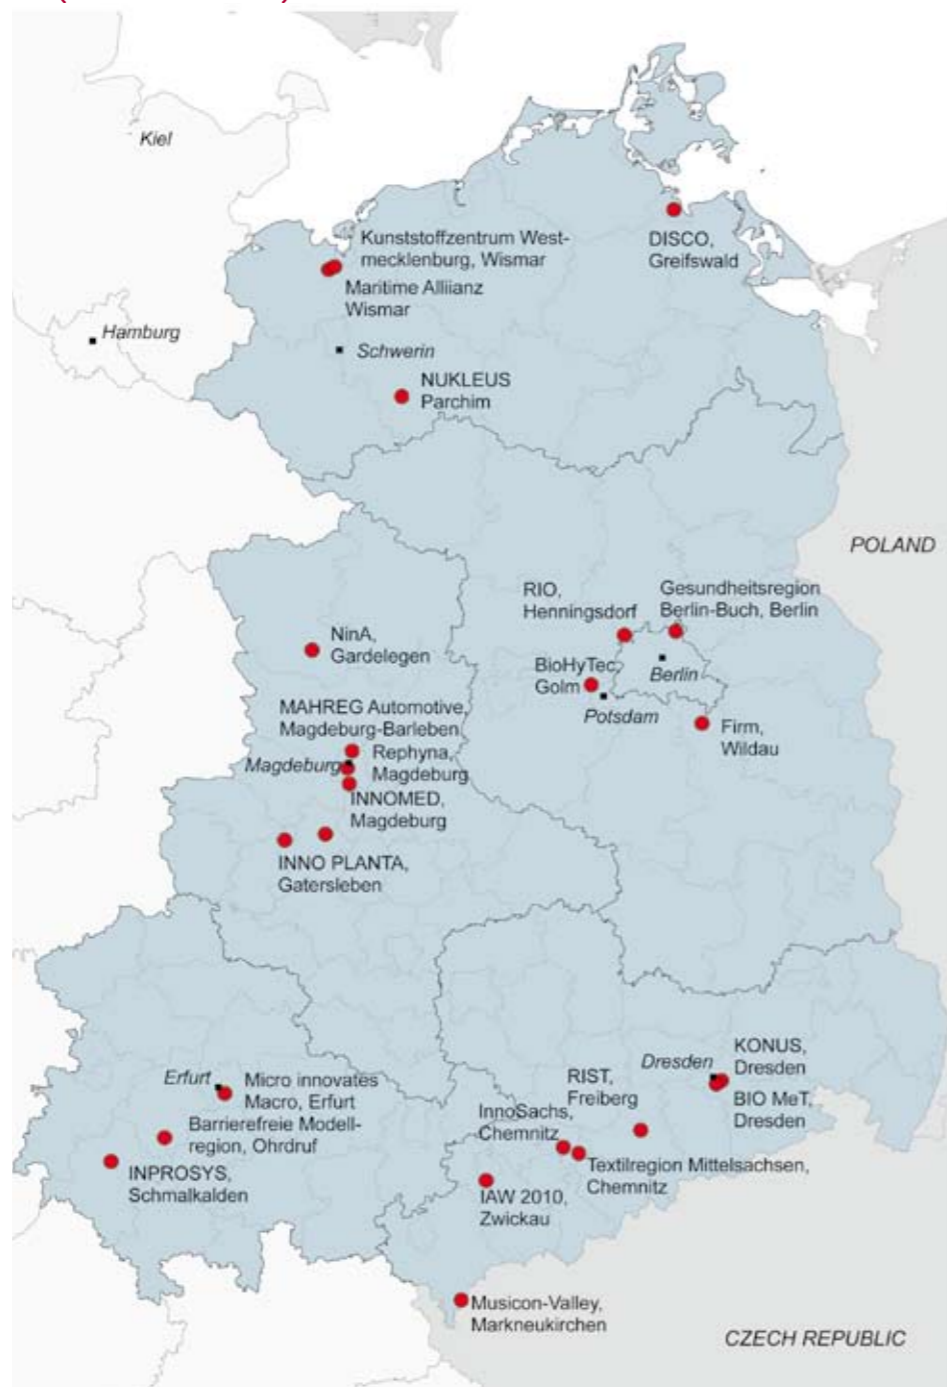 Kiel
Kunststoffzentrum West-
mecklenburg, Wismar
DISCO,
Greifswald
Maritime Alliianz
Wismar
Hamburg
Schwerin
NUKLEUS
Parchim
POLAND
RIO,
Henningsdorf
Gesundheitsregion
Berlin-Buch, Berlin
NinA,
Gardelegen
BioHyTec,
Golm
Berlin
Potsdam
MAHREG Automotive,
Magdeburg-Barleben
Firm,
Wildau
Magdeburg
Rephyna,
Magdeburg
INNOMED,
Magdeburg
INNO PLANTA,
Gatersleben
KONUS,
Dresden
Dresden
Erfurt
Micro innovates
Macro, Erfurt
RIST,
Freiberg
BIO MeT,
Dresden
InnoSachs,
Chemnitz
Barrierefreie Modell-
region, Ohrdruf
INPROSYS,
Schmalkalden
Textilregion Mittelsachsen,
Chemnitz
IAW 2010,
Zwickau
Musicon-Valley,
Markneukirchen
CZECH REPUBLIC